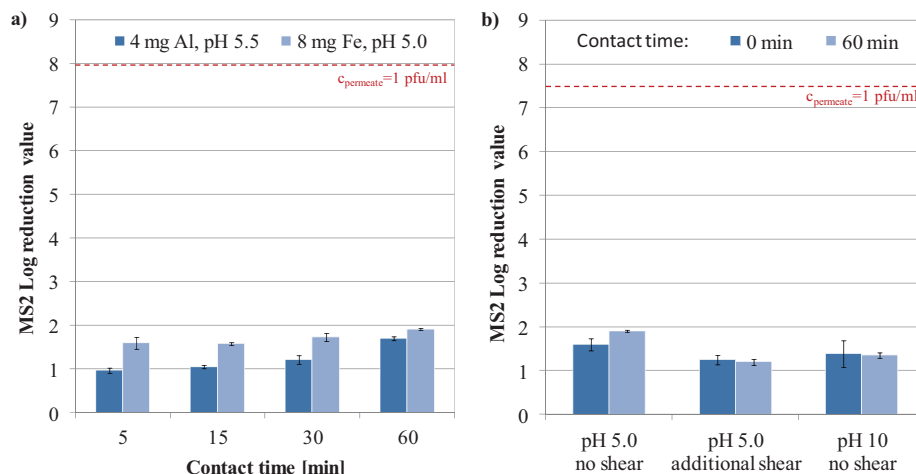 a)
4 mg Al, pH 5.5
8 mg Fe, pH 5.0
c_permeate=1 pfu/ml
MS2 Log reduction value
9
8
7
6
5
4
3
2
1
0
5 15 30 60
Contact time [min]
b)
Contact time: 0 min 60 min
c_permeate=1 pfu/ml
MS2 Log reduction value
9
8
7
6
5
4
3
2
1
0
pH 5.0 pH 5.0 pH 10
no shear additional shear no shear